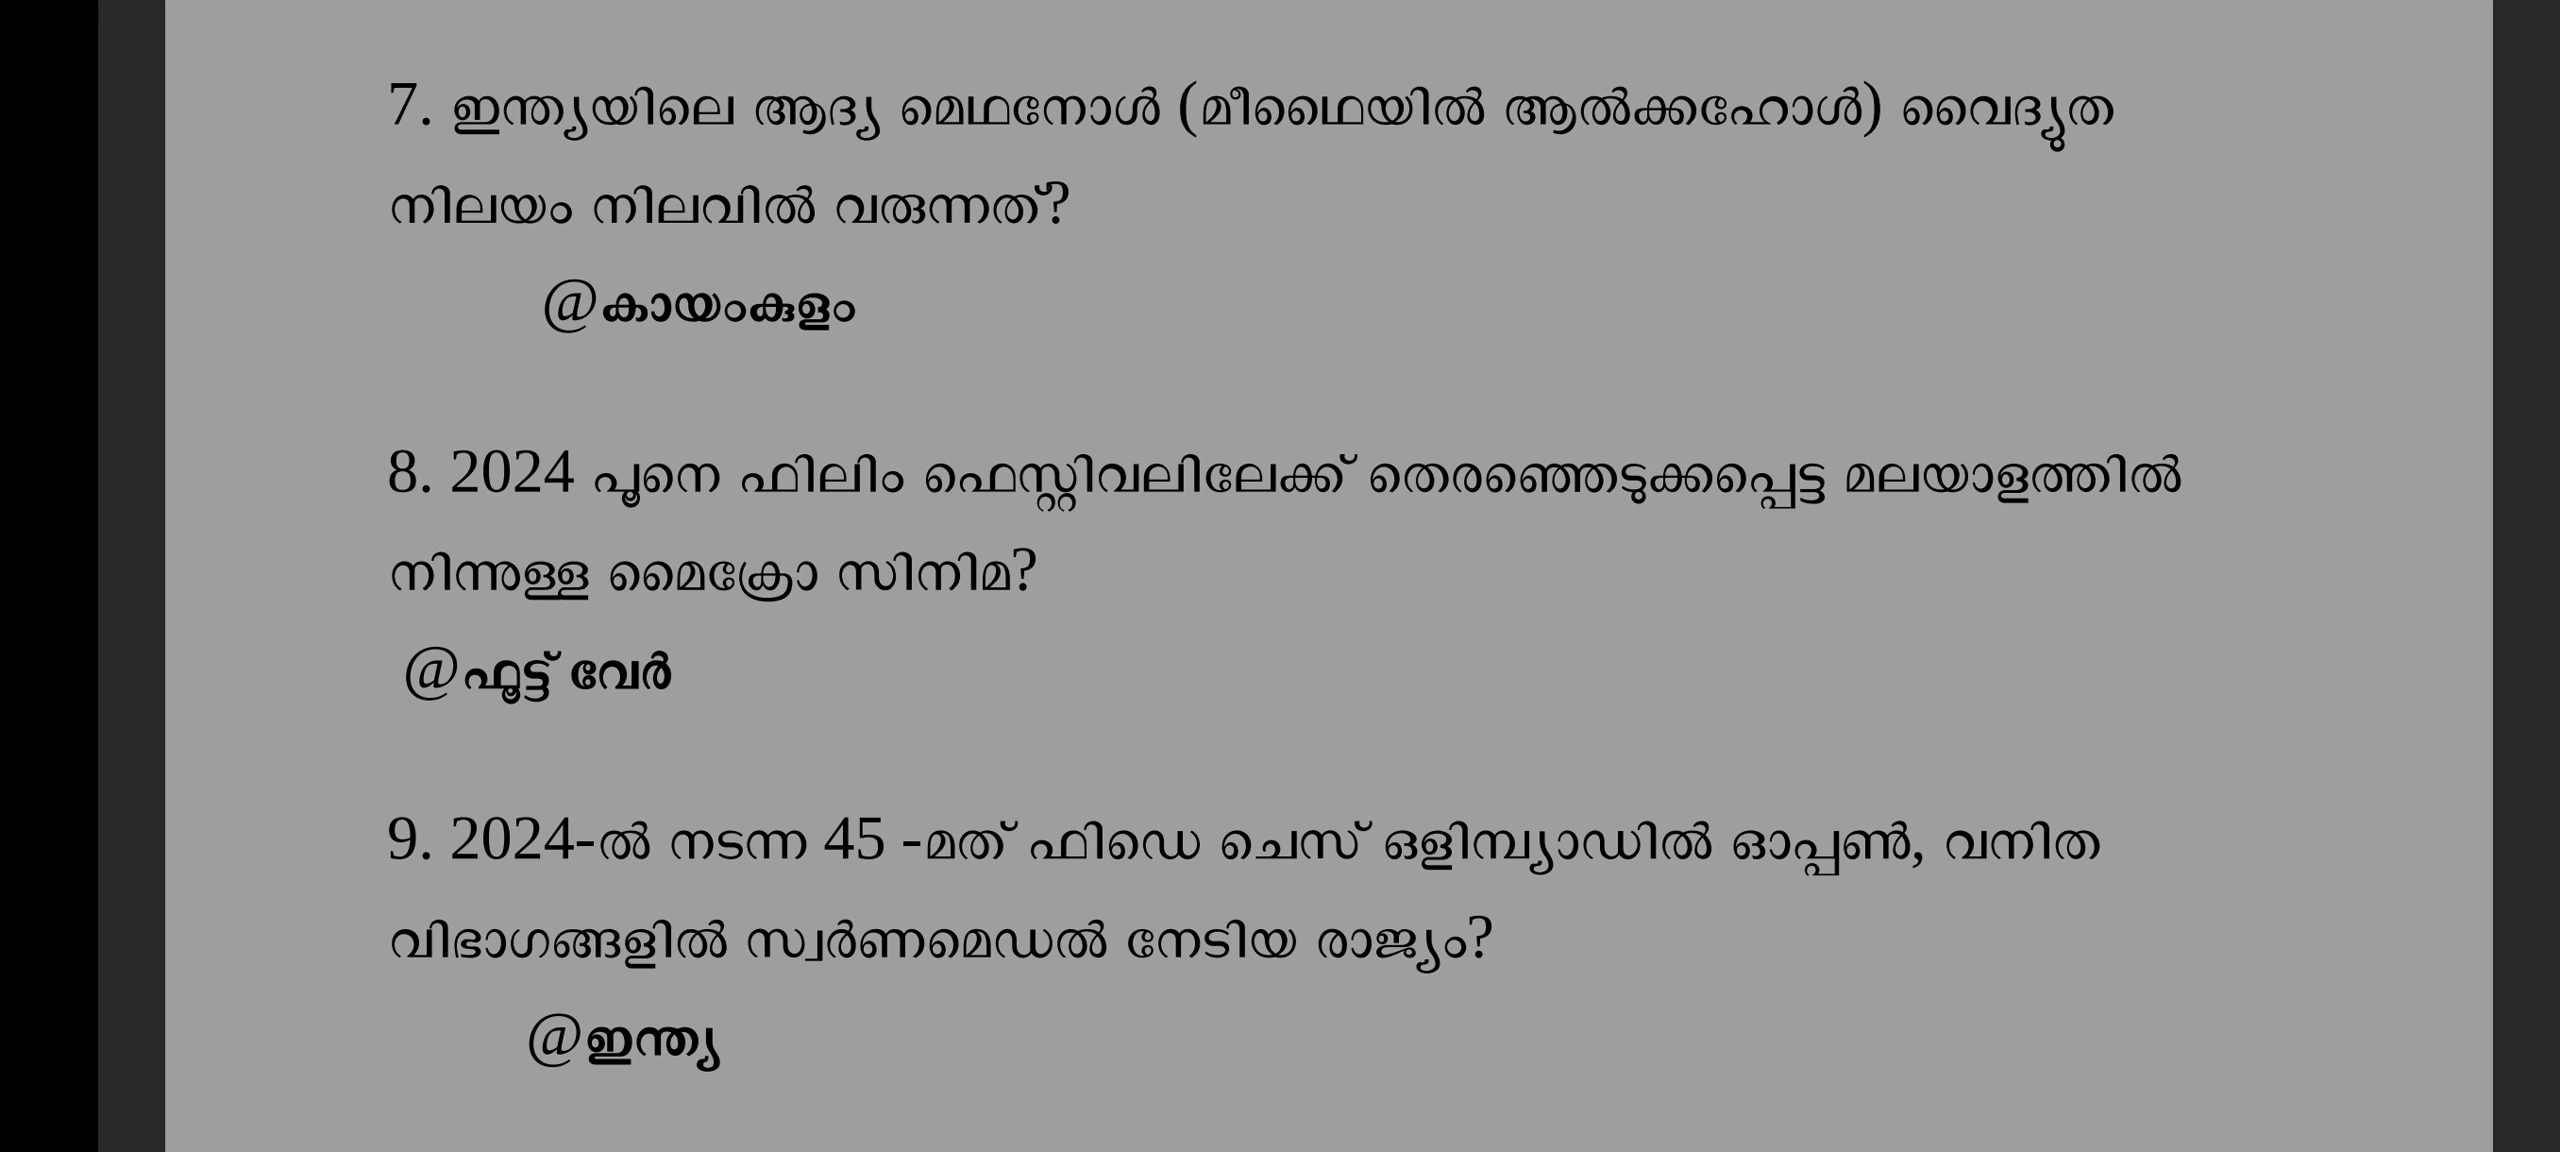 7. ഇന്ത്യയിലെ ആദ്യ മെഥനോൾ (മീഥൈയിൽ ആൽക്കഹോൾ) വൈദ്യുത
നിലയം നിലവിൽ വരുന്നത്?
@കായംകുളം
8. 2024 പൂനെ ഫിലിം ഫെസ്റ്റിവലിലേക്ക് തെരഞ്ഞെടുക്കപ്പെട്ട മലയാളത്തിൽ
നിന്നുള്ള മൈക്രോ സിനിമ?
@ഫൂട്ട് വേർ
9. 2024-ൽ നടന്ന 45 -മത് ഫിഡെ ചെസ് ഒളിമ്പ്യാഡിൽ ഓപ്പൺ, വനിത
വിഭാഗങ്ങളിൽ സ്വർണമെഡൽ നേടിയ രാജ്യം?
@ഇന്ത്യ